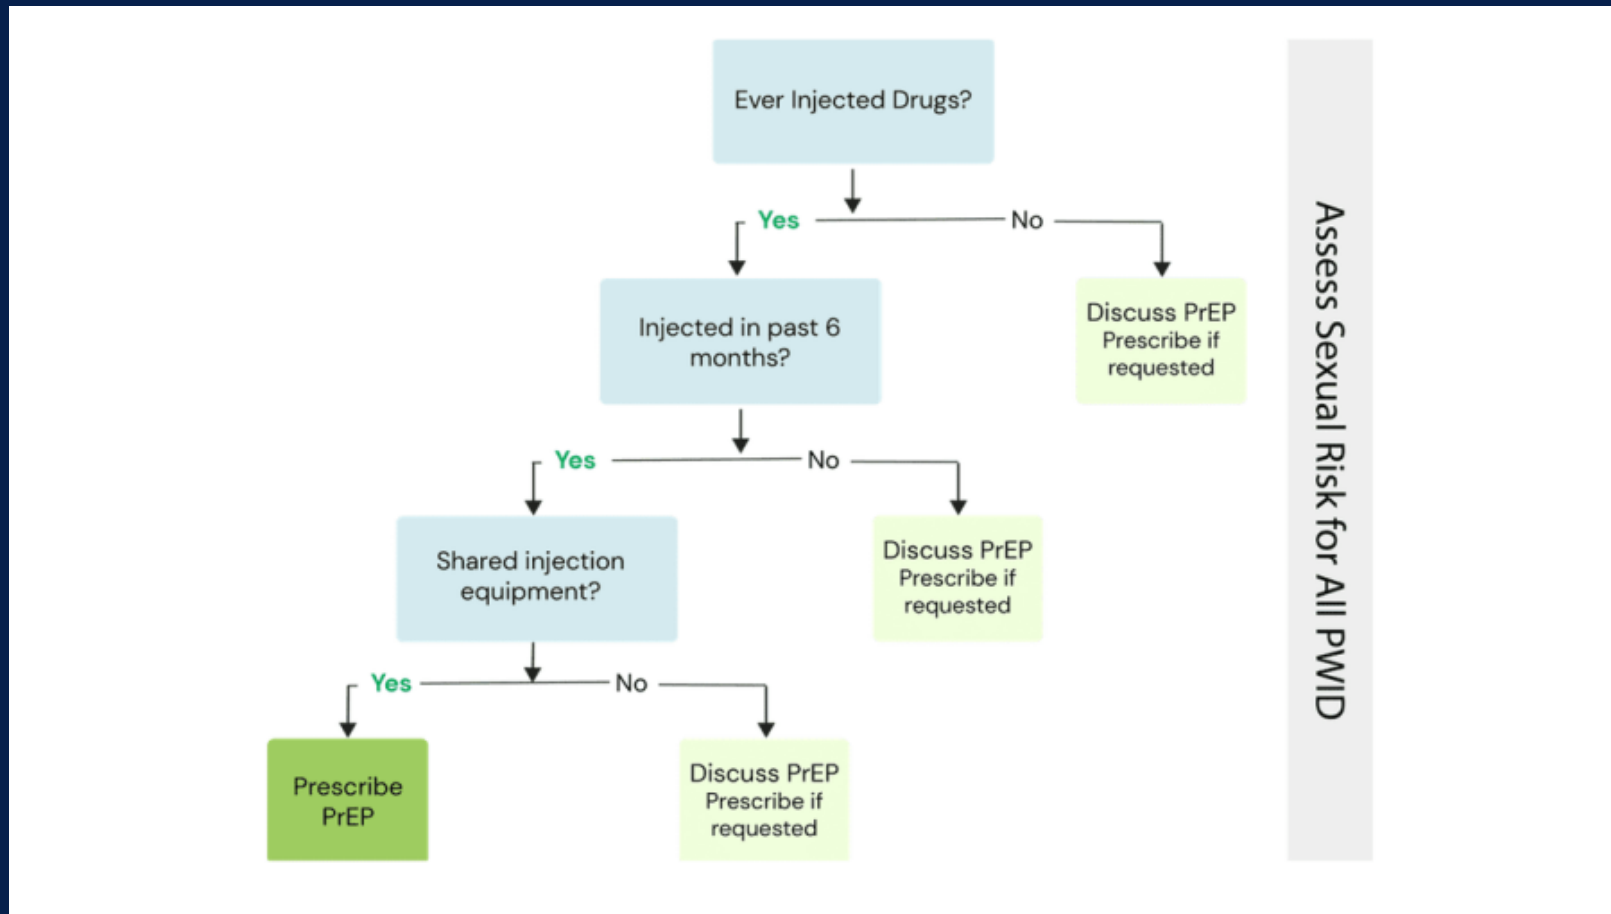 Ever Injected Drugs?
Yes
No
Injected in past 6
months?
Discuss PrEP
Prescribe if
requested
Yes
No
Shared injection
equipment?
Discuss PrEP
Prescribe if
requested
Yes
No
Prescribe
PrEP
Discuss PrEP
Prescribe if
requested
Assess Sexual Risk for All PWID